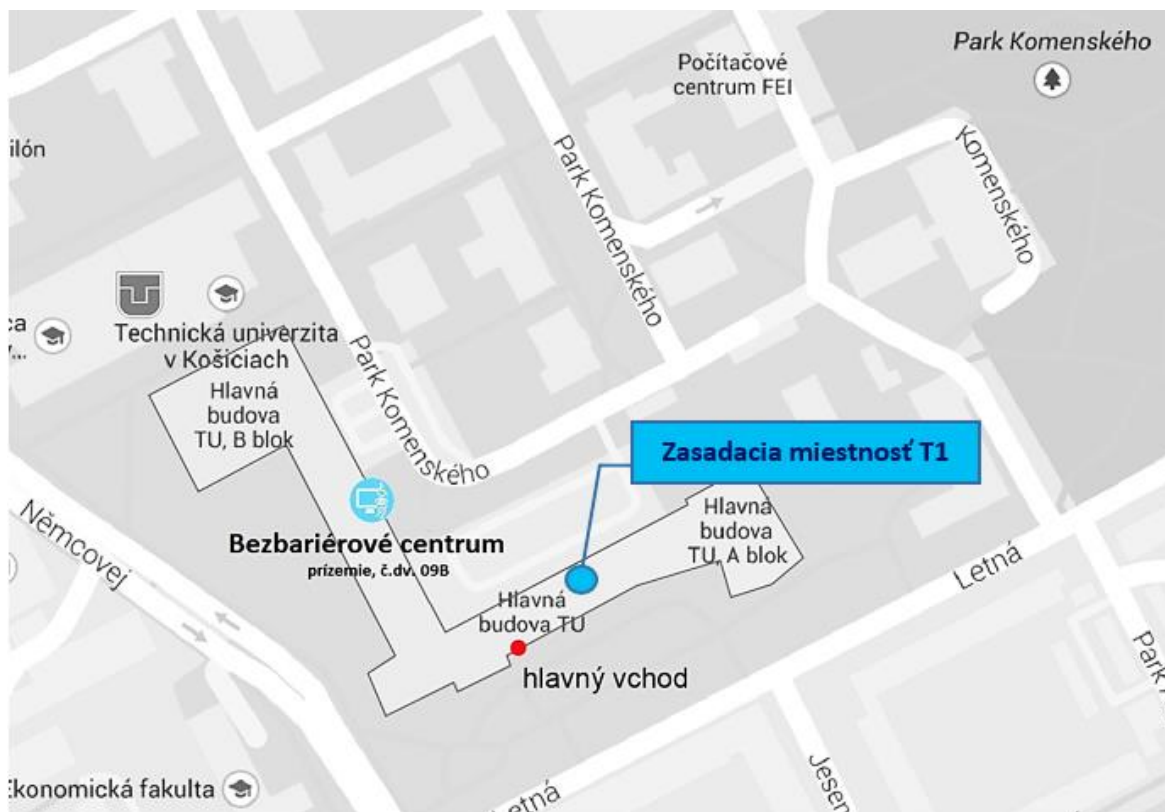 Park Komenského
Počítačové
centrum FEI
Komenského
Park Komenského
Technická univerzita
v Košiciach
Park Komenského
Hlavná
budova
TU, B blok
Zasadacia miestnosť T1
Hlavná
budova
TU, A blok
Bezbariérové centrum
prízemie, č.dv. 09B
Němcovej
Letná
Hlavná
budova TU
hlavný vchod
Park
Ekonomická fakulta
Letná